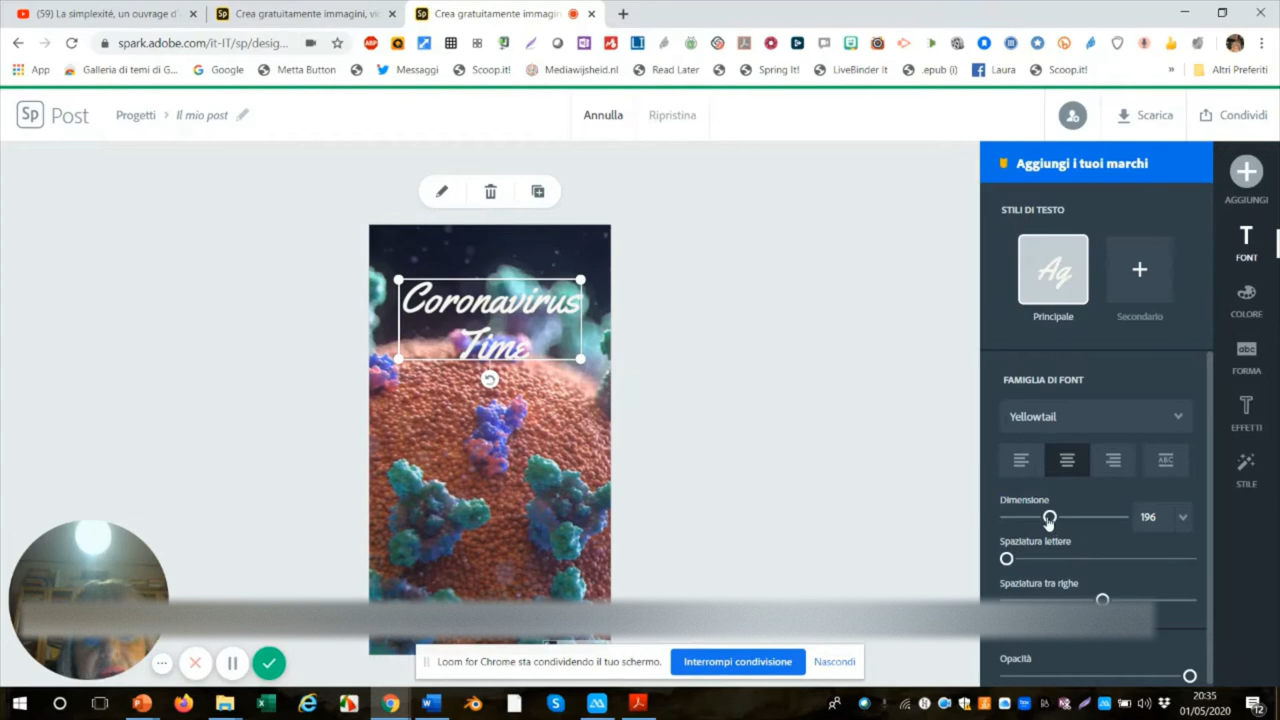 (59) La simplexité, un ouvrage d'
Crea gratuitamente immagini, vi
Crea gratuitamente immagin
spark.adobe.com/it-IT/sp/desig...
App
Galleria di temi di G...
Google
Metta Button
Messaggi
Scoop.it!
Mediawijsheid.nl
Read Later
Spring It!
LiveBinder It
.epub (i)
Laura
Scoop.it!
»
Altri Preferiti
Sp
Post
Progetti > Il mio post
Annulla
Ripristina
Scarica
Condividi
Aggiungi i tuoi marchi
AGGIUNGI
STILI DI TESTO
Ag
Principale
Secondario
T
FONT
COLORE
abc
FORMA
EFFETTI
STILE
Coronavirus
Time
FAMIGLIA DI FONT
Yellowtail
ABC
Dimensione
196
Spaziatura lettere
Spaziatura tra righe
Opacità
Loom for Chrome sta condividendo il tuo schermo.
Interrompi condivisione
Nascondi
20:35
01/05/2020
12